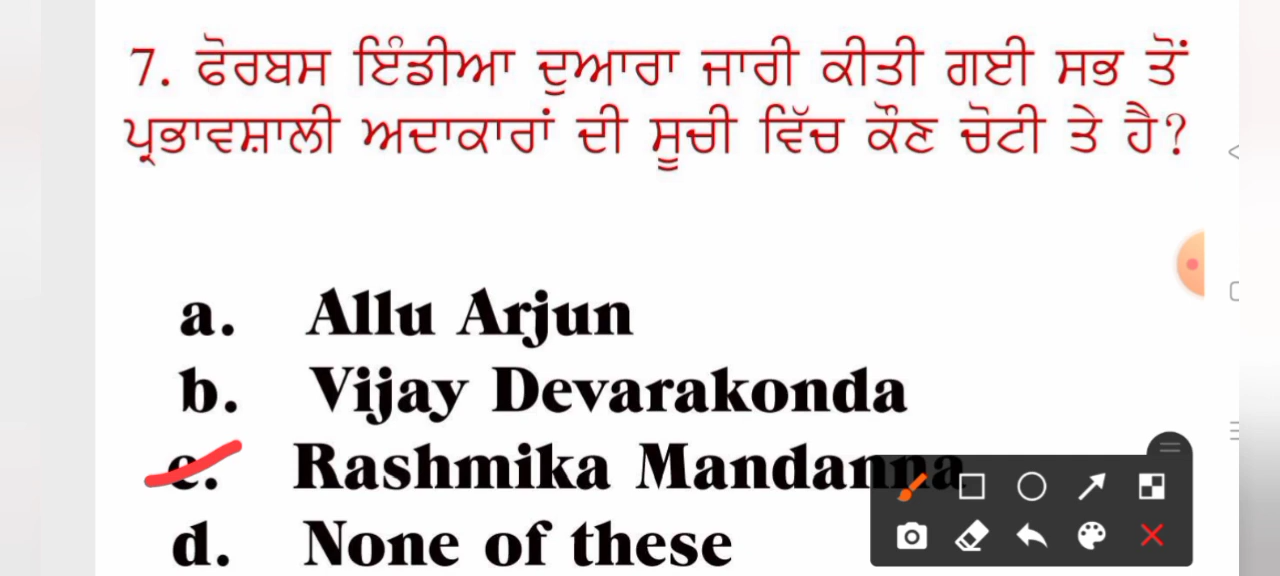 7. ਫੋਰਬਸ ਇੰਡੀਆ ਦੁਆਰਾ ਜਾਰੀ ਕੀਤੀ ਗਈ ਸਭ ਤੋਂ
ਪ੍ਰਭਾਵਸ਼ਾਲੀ ਅਦਾਕਾਰਾਂ ਦੀ ਸੂਚੀ ਵਿੱਚ ਕੌਣ ਚੋਟੀ ਤੇ ਹੈ?
a. Allu Arjun
b. Vijay Devarakonda
c. Rashmika Mandanna
d. None of these